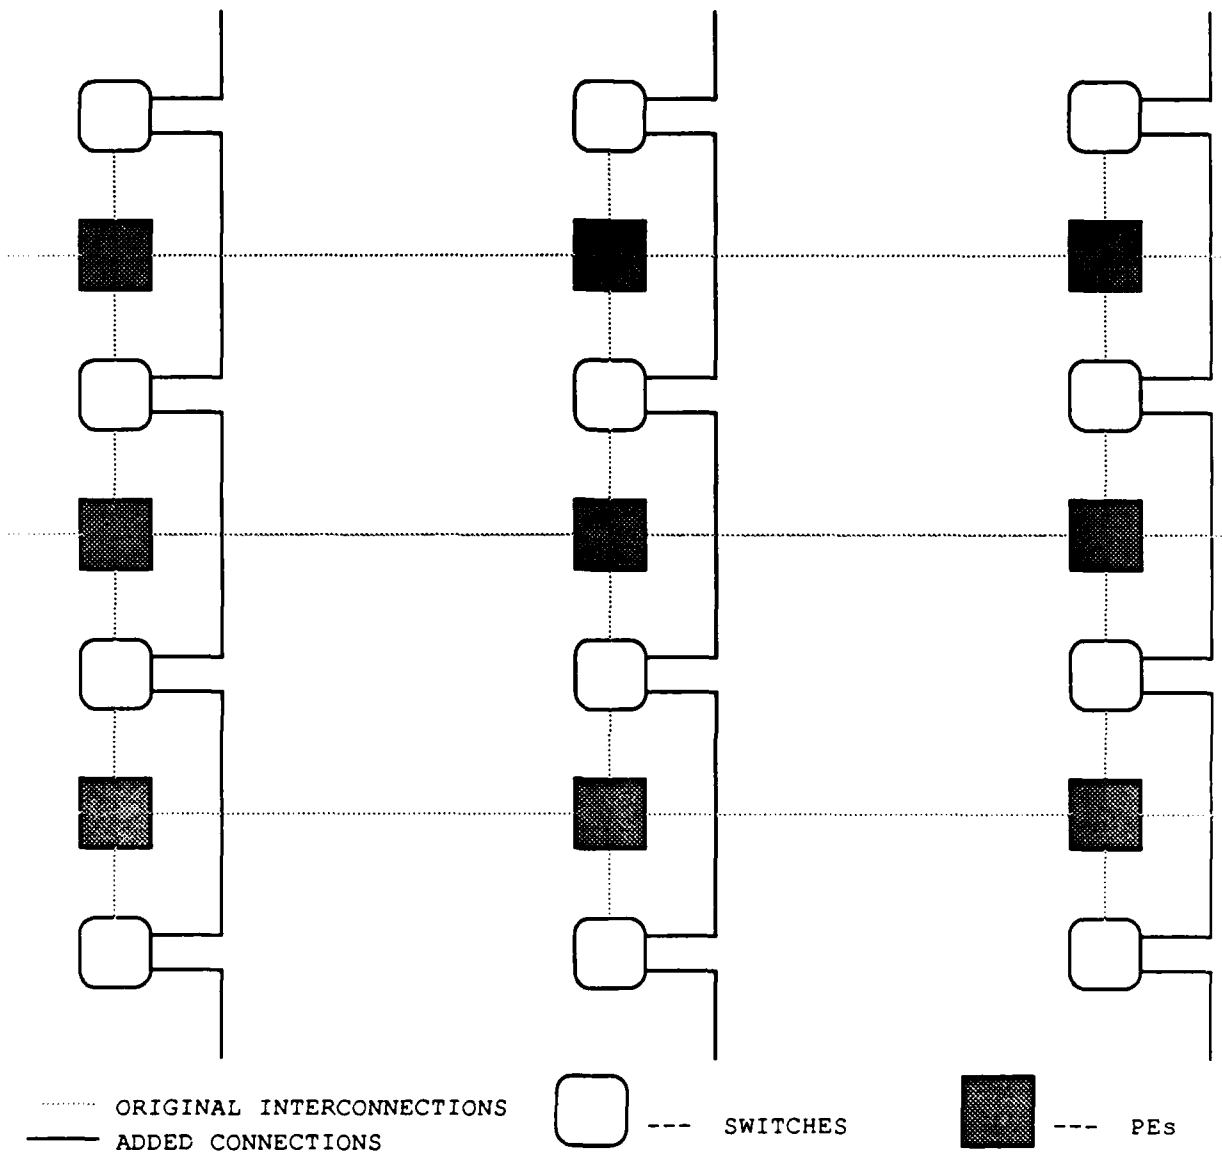 ORIGINAL INTERCONNECTIONS
ADDED CONNECTIONS
--- SWITCHES
--- PEs